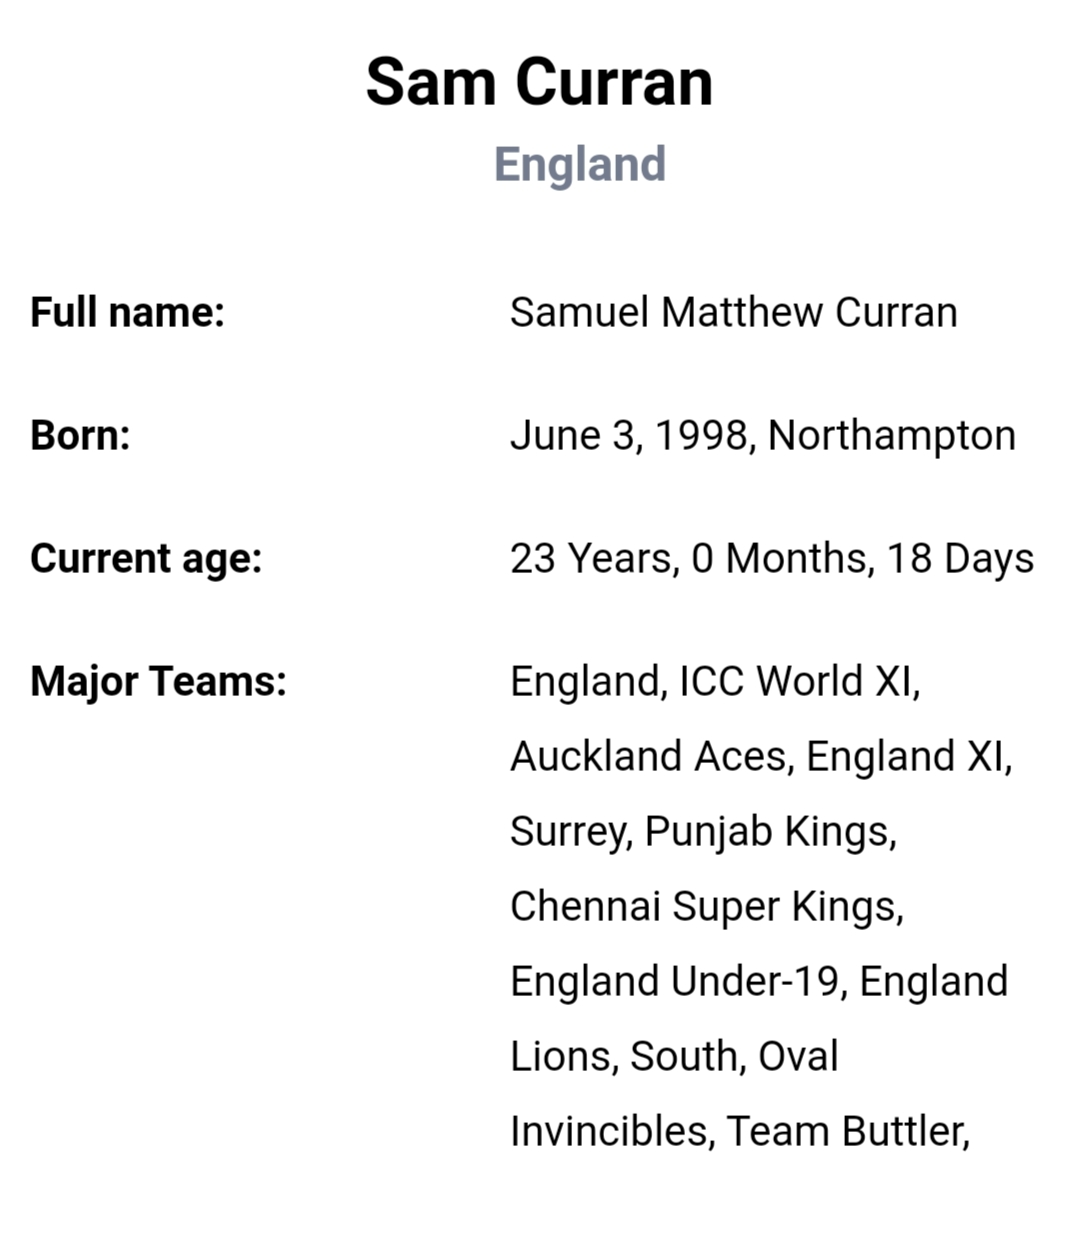 Sam Curran
England
Full name: Samuel Matthew Curran
Born: June 3, 1998, Northampton
Current age: 23 Years, 0 Months, 18 Days
Major Teams: England, ICC World XI,
Auckland Aces, England XI,
Surrey, Punjab Kings,
Chennai Super Kings,
England Under-19, England
Lions, South, Oval
Invincibles, Team Buttler,